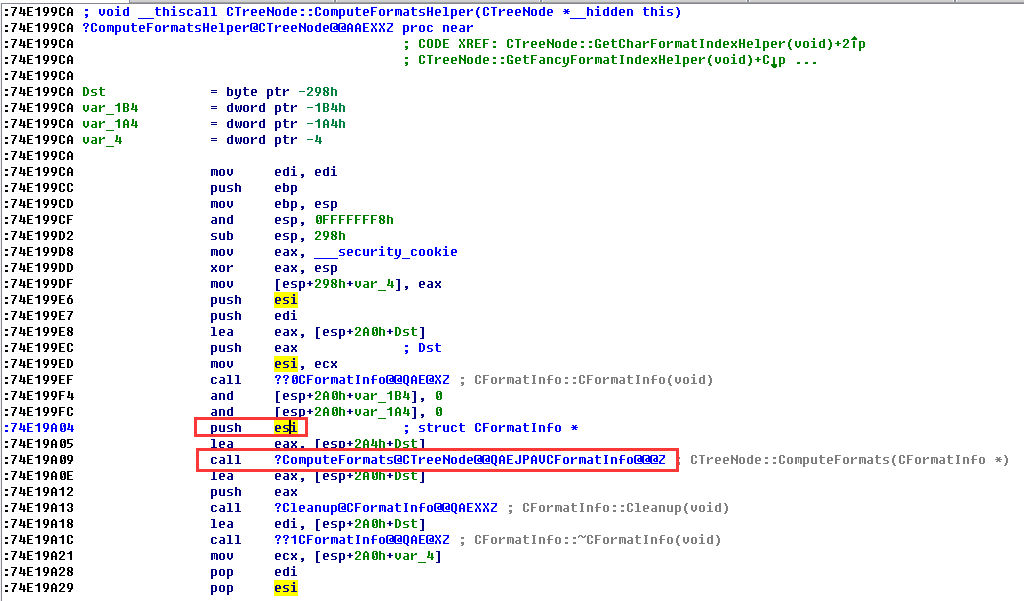 :74E199CA ; void __thiscall CTreeNode::ComputeFormatsHelper(CTreeNode *__hidden this)
:74E199CA ?ComputeFormatsHelper@CTreeNode@@AAEXXZ proc near
:74E199CA ; CODE XREF: CTreeNode::GetCharFormatIndexHelper(void)+2↑p
:74E199CA ; CTreeNode::GetFancyFormatIndexHelper(void)+C↓p ...
:74E199CA
:74E199CA Dst = byte ptr -298h
:74E199CA var_1B4 = dword ptr -1B4h
:74E199CA var_1A4 = dword ptr -1A4h
:74E199CA var_4 = dword ptr -4
:74E199CA
:74E199CA mov edi, edi
:74E199CC push ebp
:74E199CD mov ebp, esp
:74E199CF and esp, 0FFFFFFF8h
:74E199D2 sub esp, 298h
:74E199D8 mov eax, ___security_cookie
:74E199DD xor eax, esp
:74E199DF mov [esp+298h+var_4], eax
:74E199E6 push esi
:74E199E7 push edi
:74E199E8 lea eax, [esp+2A0h+Dst]
:74E199EC push eax ; Dst
:74E199ED mov esi, ecx
:74E199EF call ??0CFormatInfo@@QAE@XZ ; CFormatInfo::CFormatInfo(void)
:74E199F4 and [esp+2A0h+var_1B4], 0
:74E199FC and [esp+2A0h+var_1A4], 0
:74E19A04 push esi ; struct CFormatInfo *
:74E19A05 lea eax, [esp+2A4h+Dst]
:74E19A09 call ?ComputeFormats@CTreeNode@@QAEJPAVCFormatInfo@@@Z ; CTreeNode::ComputeFormats(CFormatInfo *)
:74E19A0E lea eax, [esp+2A0h+Dst]
:74E19A12 push eax
:74E19A13 call ?Cleanup@CFormatInfo@@QAEXXZ ; CFormatInfo::Cleanup(void)
:74E19A18 lea edi, [esp+2A0h+Dst]
:74E19A1C call ??1CFormatInfo@@QAE@XZ ; CFormatInfo::~CFormatInfo(void)
:74E19A21 mov ecx, [esp+2A0h+var_4]
:74E19A28 pop edi
:74E19A29 pop esi